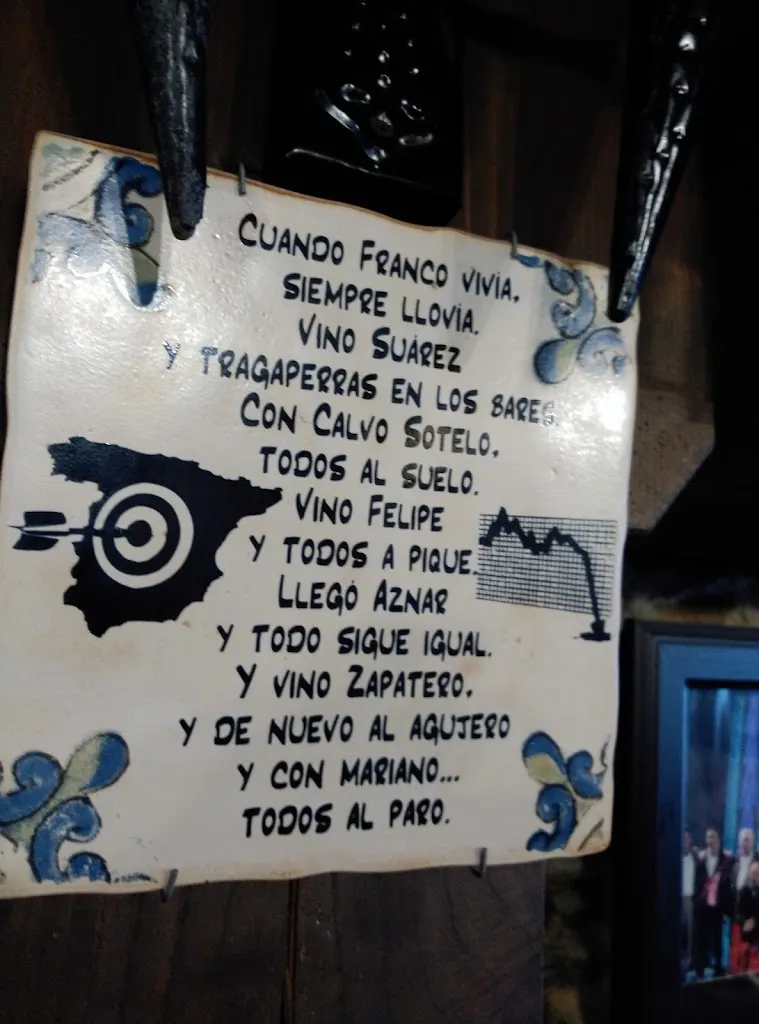 Cuando Franco vivía,
siempre llovía.
Vino Suárez
y tragaperras en los bares.
Con Calvo Sotelo,
todos al suelo.
Vino Felipe
y todos a pique.
Llegó Aznar
y todo sigue igual.
Y vino Zapatero,
y de nuevo al agujero
y con Mariano...
todos al paro.